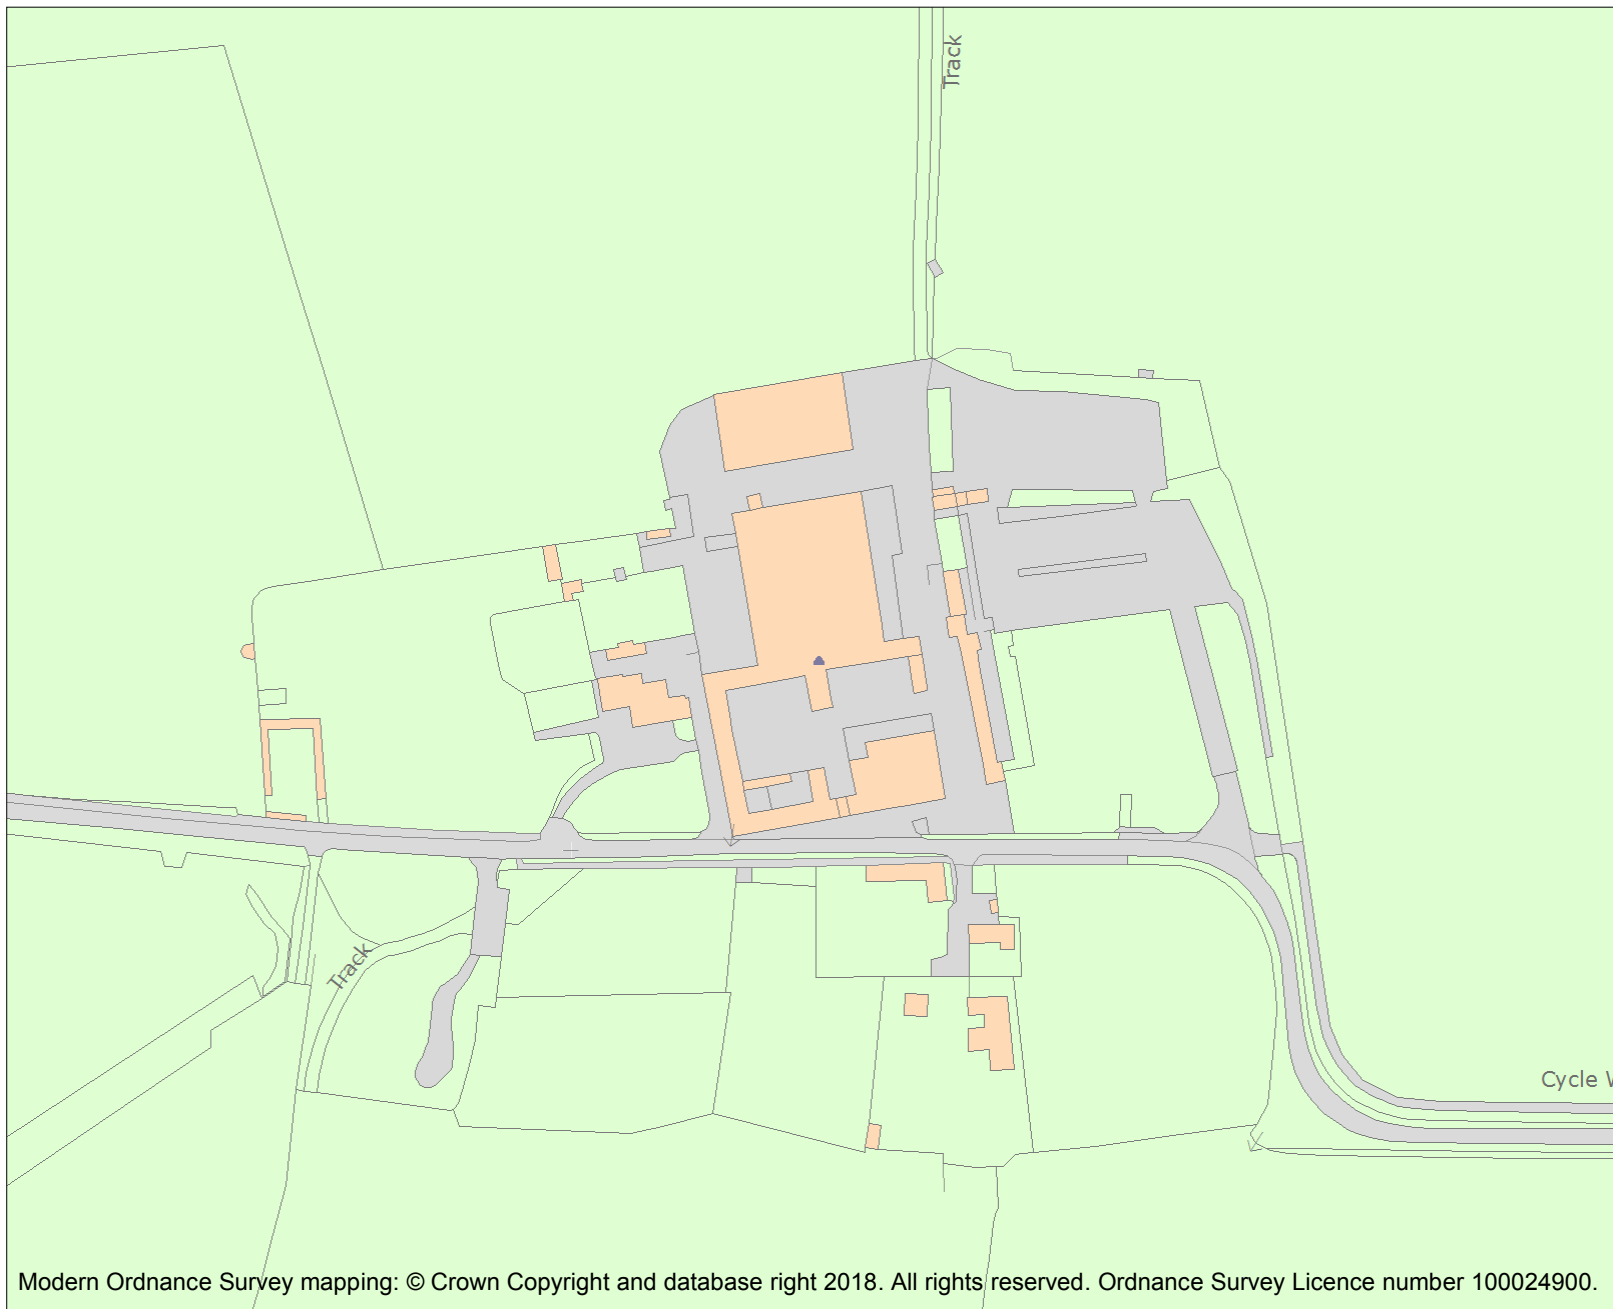 Track
Track
Cycle W
Modern Ordnance Survey mapping: © Crown Copyright and database right 2018. All rights reserved. Ordnance Survey Licence number 100024900.